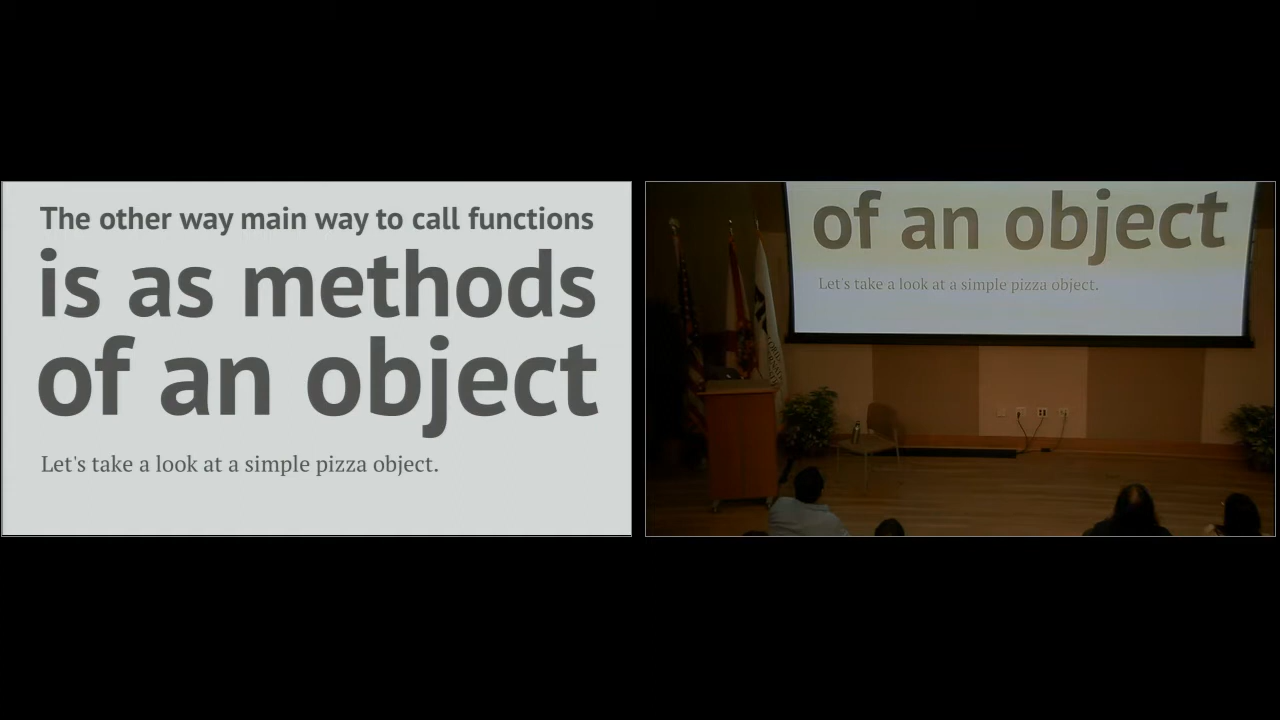 The other way main way to call functions
is as methods
of an object
Let's take a look at a simple pizza object.
of an object
Let's take a look at a simple pizza object.